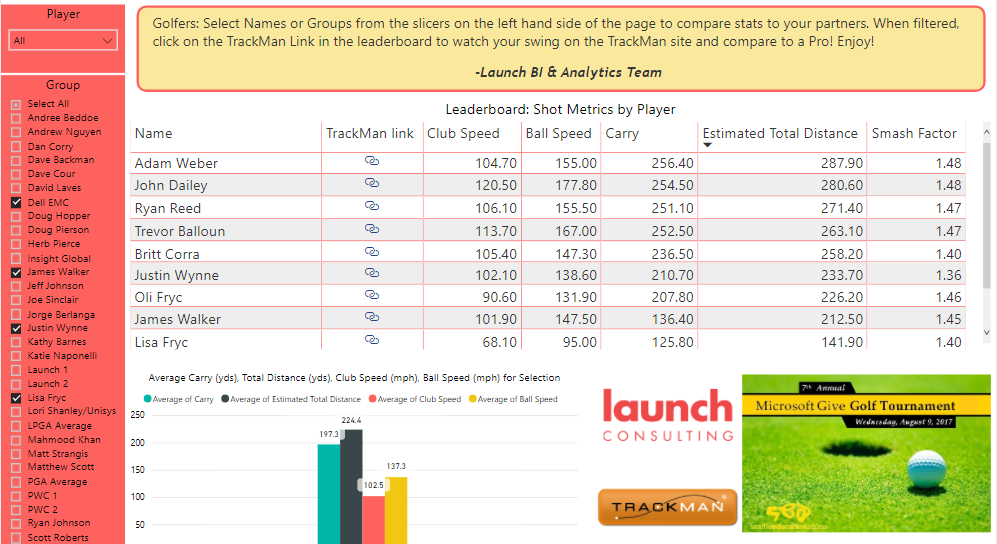 Player
All
Group
Select All
Andree Beddoe
Andrew Nguyen
Dan Corry
Dave Backman
Dave Cour
David Laves
Dell EMC
Doug Hopper
Doug Pierson
Herb Pierce
Insight Global
James Walker
Jeff Johnson
Joe Sinclair
Jorge Berlanga
Justin Wynne
Kathy Barnes
Katie Naponelli
Launch 1
Launch 2
Lisa Fryc
Lori Shanley/Unisys
LPGA Average
Mahmood Khan
Matt Strangis
Matthew Scott
PGA Average
PWC 1
PWC 2
Ryan Johnson
Scott Roberts
Golfers: Select Names or Groups from the slicers on the left hand side of the page to compare stats to your partners. When filtered,
click on the TrackMan Link in the leaderboard to watch your swing on the TrackMan site and compare to a Pro! Enjoy!
-Launch BI & Analytics Team
Leaderboard: Shot Metrics by Player
Name TrackMan link Club Speed Ball Speed Carry Estimated Total Distance Smash Factor
Adam Weber 104.70 155.00 256.40 287.90 1.48
John Dailey 120.50 177.80 254.50 280.60 1.48
Ryan Reed 106.10 155.50 251.10 271.40 1.47
Trevor Balloun 113.70 167.00 252.50 263.10 1.47
Britt Corra 105.40 147.30 236.50 258.20 1.40
Justin Wynne 102.10 138.60 210.70 233.70 1.36
Oli Fryc 90.60 131.90 207.80 226.20 1.46
James Walker 101.90 147.50 136.40 212.50 1.45
Lisa Fryc 68.10 95.00 125.80 141.90 1.40
Average Carry (yds), Total Distance (yds), Club Speed (mph), Ball Speed (mph) for Selection
Average of Carry Average of Estimated Total Distance Average of Club Speed Average of Ball Speed
250
200
150
100
50
197.3
224.4
102.5
137.3
launch
CONSULTING
TRACKMAN
7th Annual
Microsoft Give Golf Tournament
Wednesday, August 9, 2017